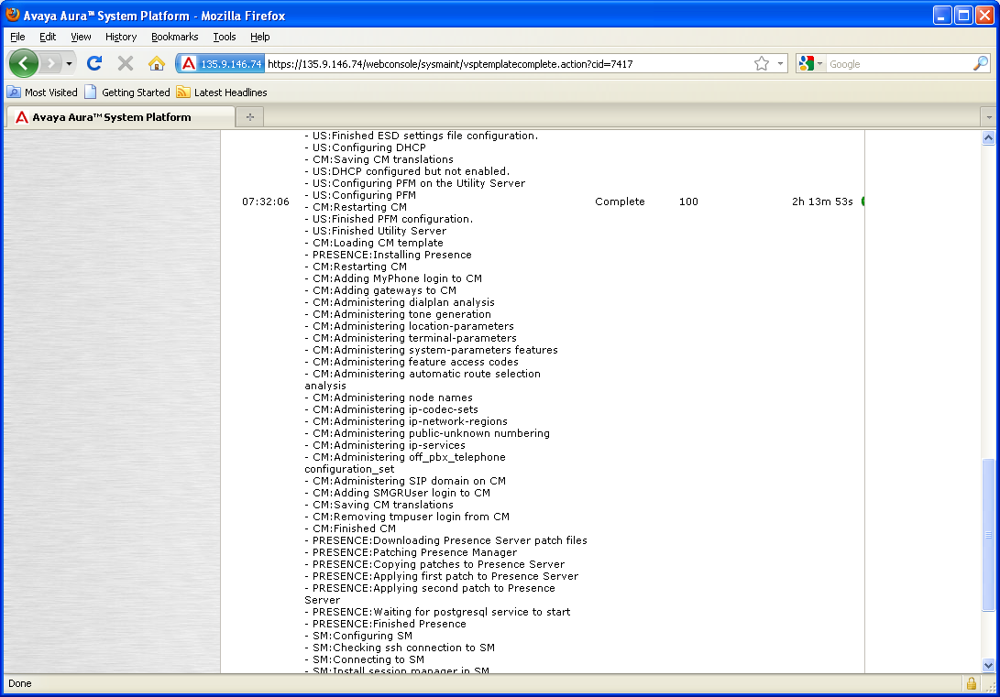 Avaya Aura™ System Platform - Mozilla Firefox
File Edit View History Bookmarks Tools Help
135.9.146.74 https://135.9.146.74/webconsole/sysmaint/vsptemplatecomplete.action?cid=7417 Google
Most Visited Getting Started Latest Headlines
Avaya Aura™ System Platform
- US:Finished ESD settings file configuration.
- US:Configuring DHCP
- CM:Saving CM translations
- US:DHCP configured but not enabled.
- US:Configuring PFM on the Utility Server
- US:Configuring PFM
07:32:06 Complete 100 2h 13m 53s
- CM:Restarting CM
- US:Finished PFM configuration.
- US:Finished Utility Server
- CM:Loading CM template
- PRESENCE:Installing Presence
- CM:Restarting CM
- CM:Adding MyPhone login to CM
- CM:Adding gateways to CM
- CM:Administering dialplan analysis
- CM:Administering tone generation
- CM:Administering location-parameters
- CM:Administering terminal-parameters
- CM:Administering system-parameters features
- CM:Administering feature access codes
- CM:Administering automatic route selection
analysis
- CM:Administering node names
- CM:Administering ip-codec-sets
- CM:Administering ip-network-regions
- CM:Administering public-unknown numbering
- CM:Administering ip-services
- CM:Administering off_pbx_telephone
configuration_set
- CM:Administering SIP domain on CM
- CM:Adding SMGRUser login to CM
- CM:Saving CM translations
- CM:Removing tmpuser login from CM
- CM:Finished CM
- PRESENCE:Downloading Presence Server patch files
- PRESENCE:Patching Presence Manager
- PRESENCE:Copying patches to Presence Server
- PRESENCE:Applying first patch to Presence Server
- PRESENCE:Applying second patch to Presence
Server
- PRESENCE:Waiting for postgresql service to start
- PRESENCE:Finished Presence
- SM:Configuring SM
- SM:Checking ssh connection to SM
- SM:Connecting to SM
- SM:Install session manager in SM
Done